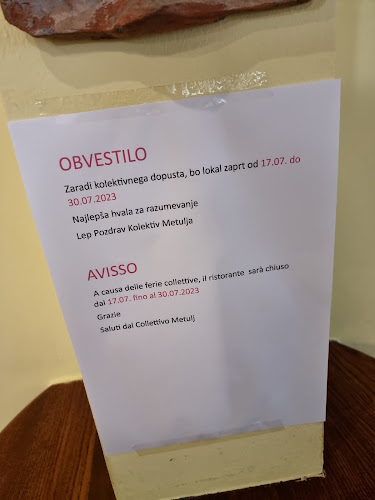 OBVESTILO
Zaradi kolektivnega dopusta, bo lokal zaprt od 17.07. do
30.07.2023
Najlepša hvala za razumevanje
Lep Pozdrav Kolektiv Metulja
AVISSO
A causa delle ferie collettive, il ristorante sarà chiuso
dal 17.07. fino al 30.07.2023
Grazie
Saluti dal Collettivo Metulj